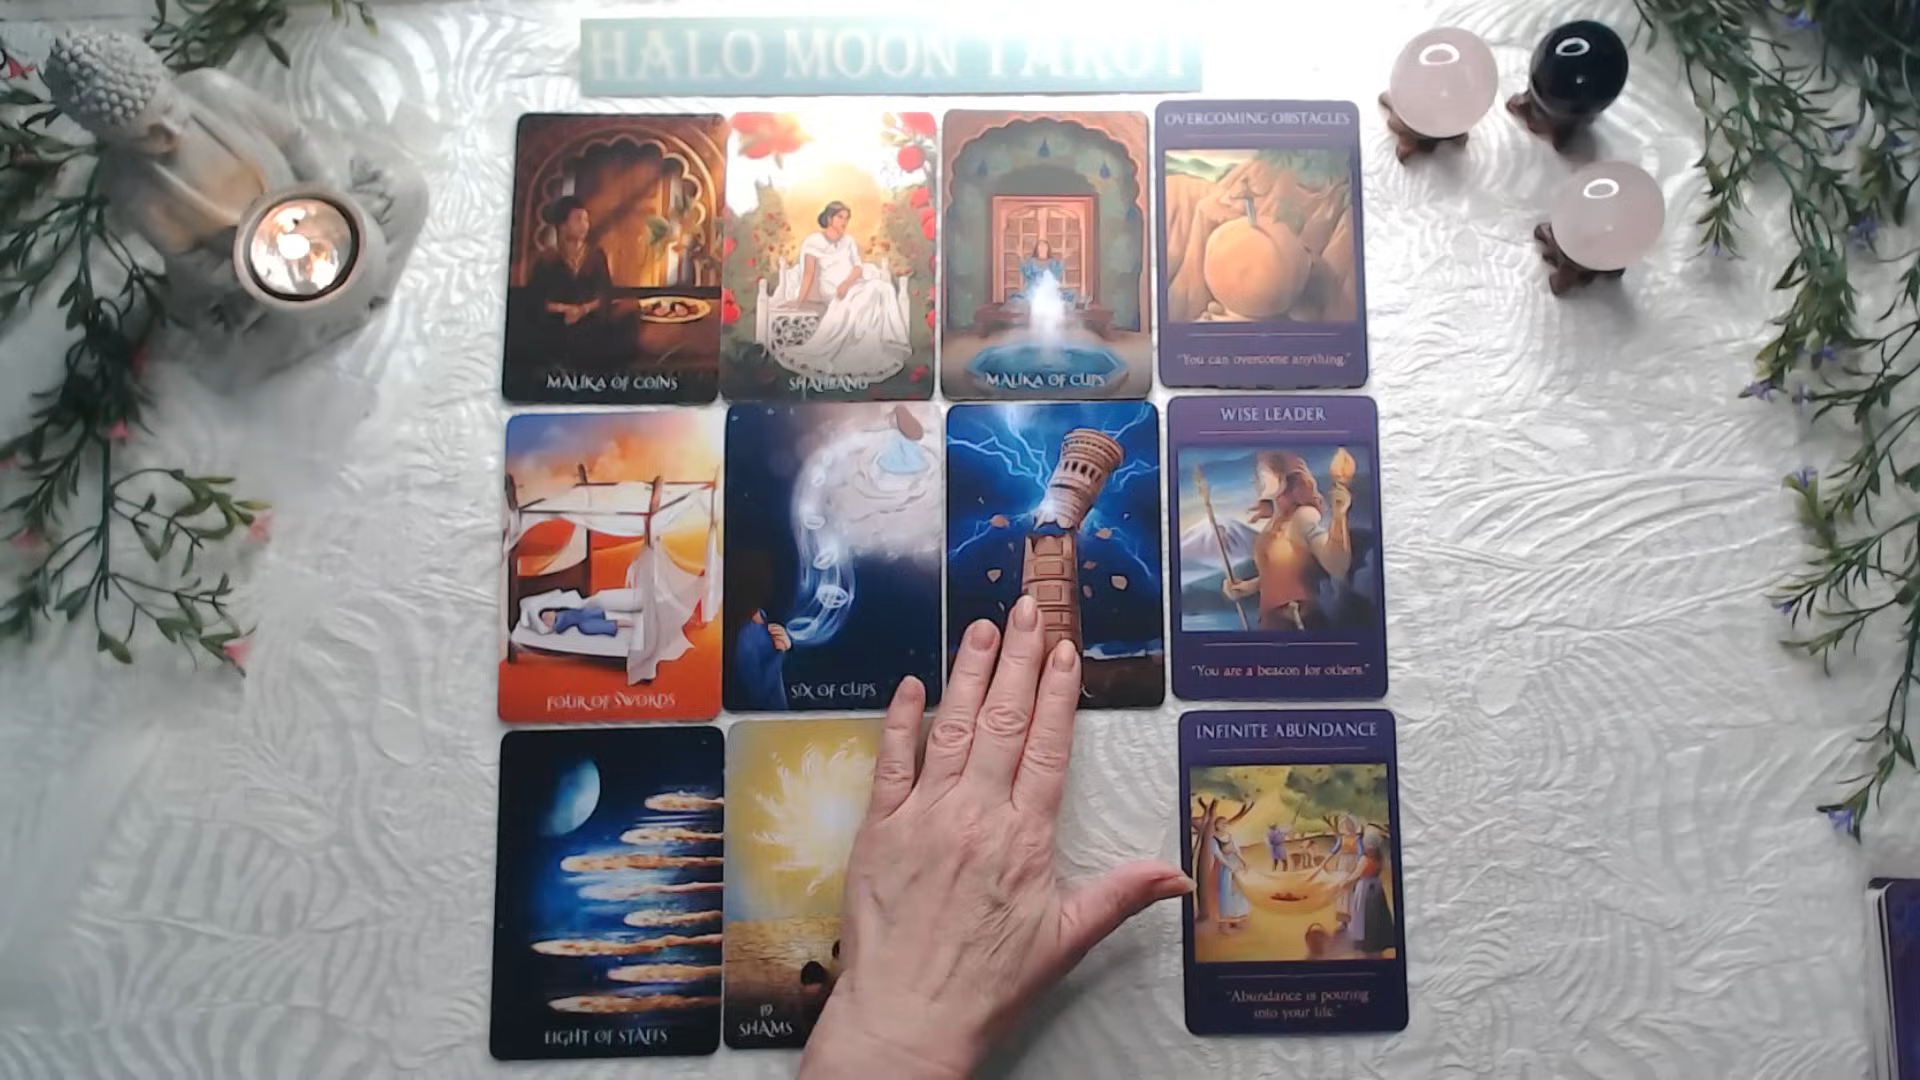 HALO MOON TAROT
MALIKA OF COINS
SHAHBANU
MALIKA OF CUPS
OVERCOMING OBSTACLES
"You can overcome anything."
FOUR OF SWORDS
SIX OF CUPS
WISE LEADER
"You are a beacon for others."
EIGHT OF STAFFS
19
SHAMS
INFINITE ABUNDANCE
"Abundance is pouring
into your life."